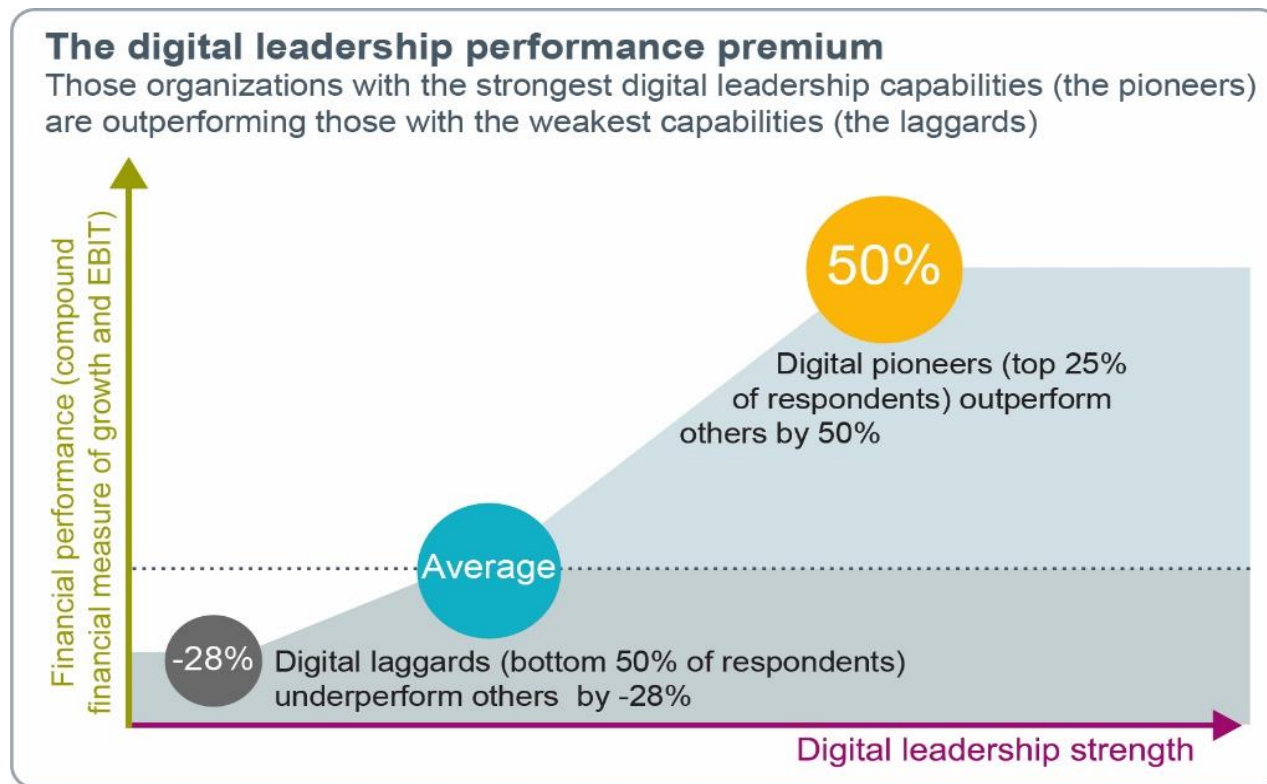 The digital leadership performance premium
Those organizations with the strongest digital leadership capabilities (the pioneers)
are outperforming those with the weakest capabilities (the laggards)
Financial performance (compound
financial measure of growth and EBIT)
50%
Digital pioneers (top 25%
of respondents) outperform
others by 50%
Average
-28%
Digital laggards (bottom 50% of respondents)
underperform others by -28%
Digital leadership strength